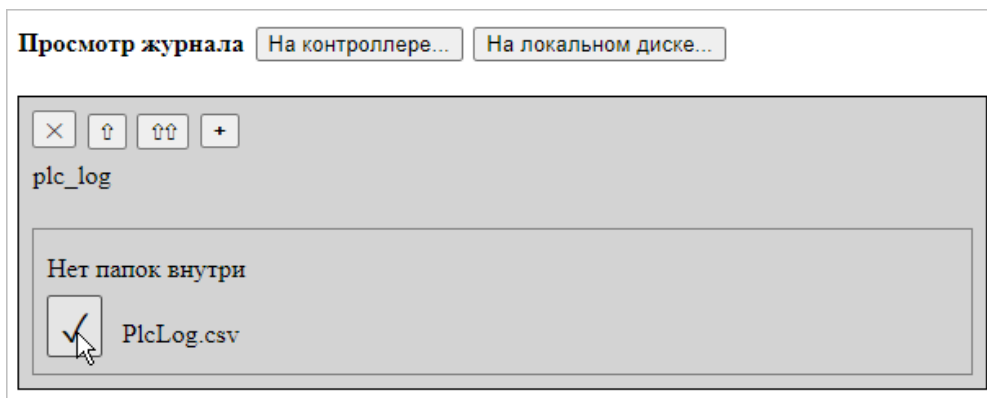 Просмотр журнала На контроллере... На локальном диске...
× ⇧ ⇧⇧ +
plc_log
Нет папок внутри
✓ PlcLog.csv